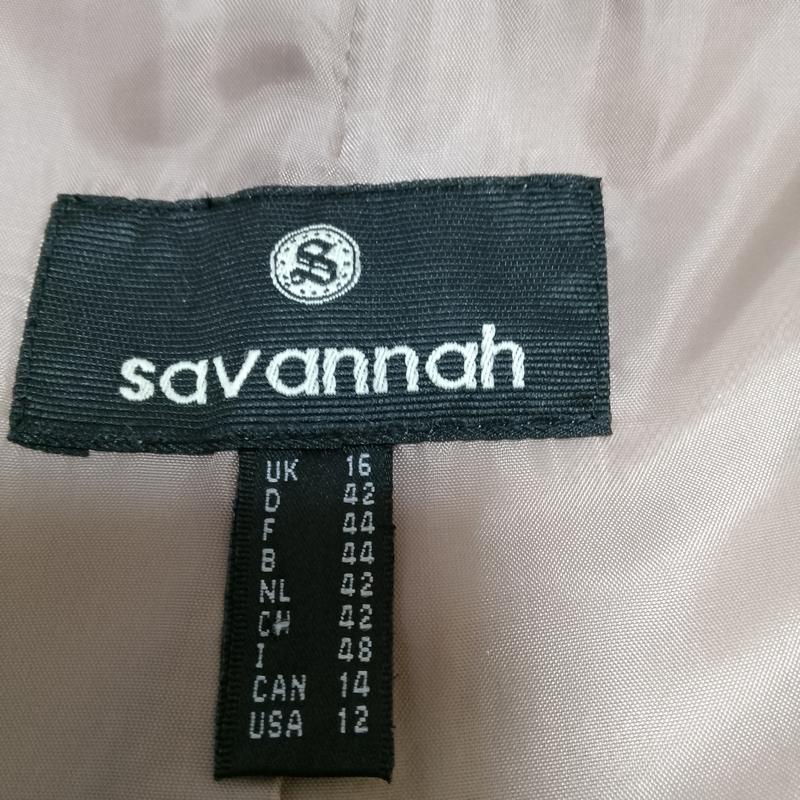 S
savannah
UK 16
D 42
F 44
B 44
NL 42
CH 42
I 48
CAN 14
USA 12